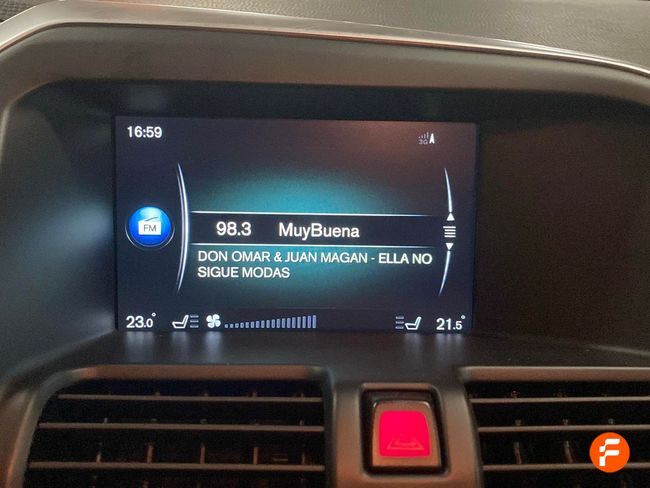 16:59
3G A
FM
98.3 MuyBuena
DON OMAR & JUAN MAGAN - ELLA NO
SIGUE MODAS
23.0° 21.5°